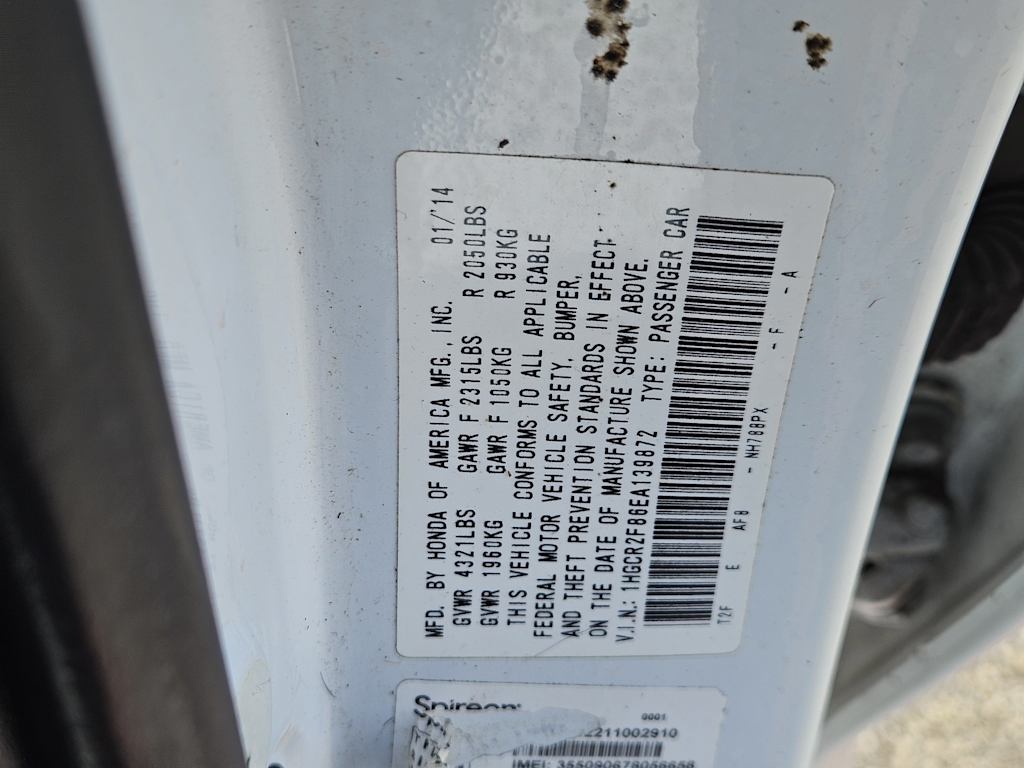 MFD. BY HONDA OF AMERICA MFG., INC. 01/'14
GVWR 4321LBS GAWR F 2315LBS R 2050LBS
GVWR 1960KG GAWR F 1050KG R 930KG
THIS VEHICLE CONFORMS TO ALL APPLICABLE
FEDERAL MOTOR VEHICLE SAFETY, BUMPER,
AND THEFT PREVENTION STANDARDS IN EFFECT
ON THE DATE OF MANUFACTURE SHOWN ABOVE.
V.I.N.: 1HGCR2F86EA139872 TYPE: PASSENGER CAR
T2F E AF8 - NH788PX - F - A
Spireon
0001
2211002910
IMEI: 355090678056658